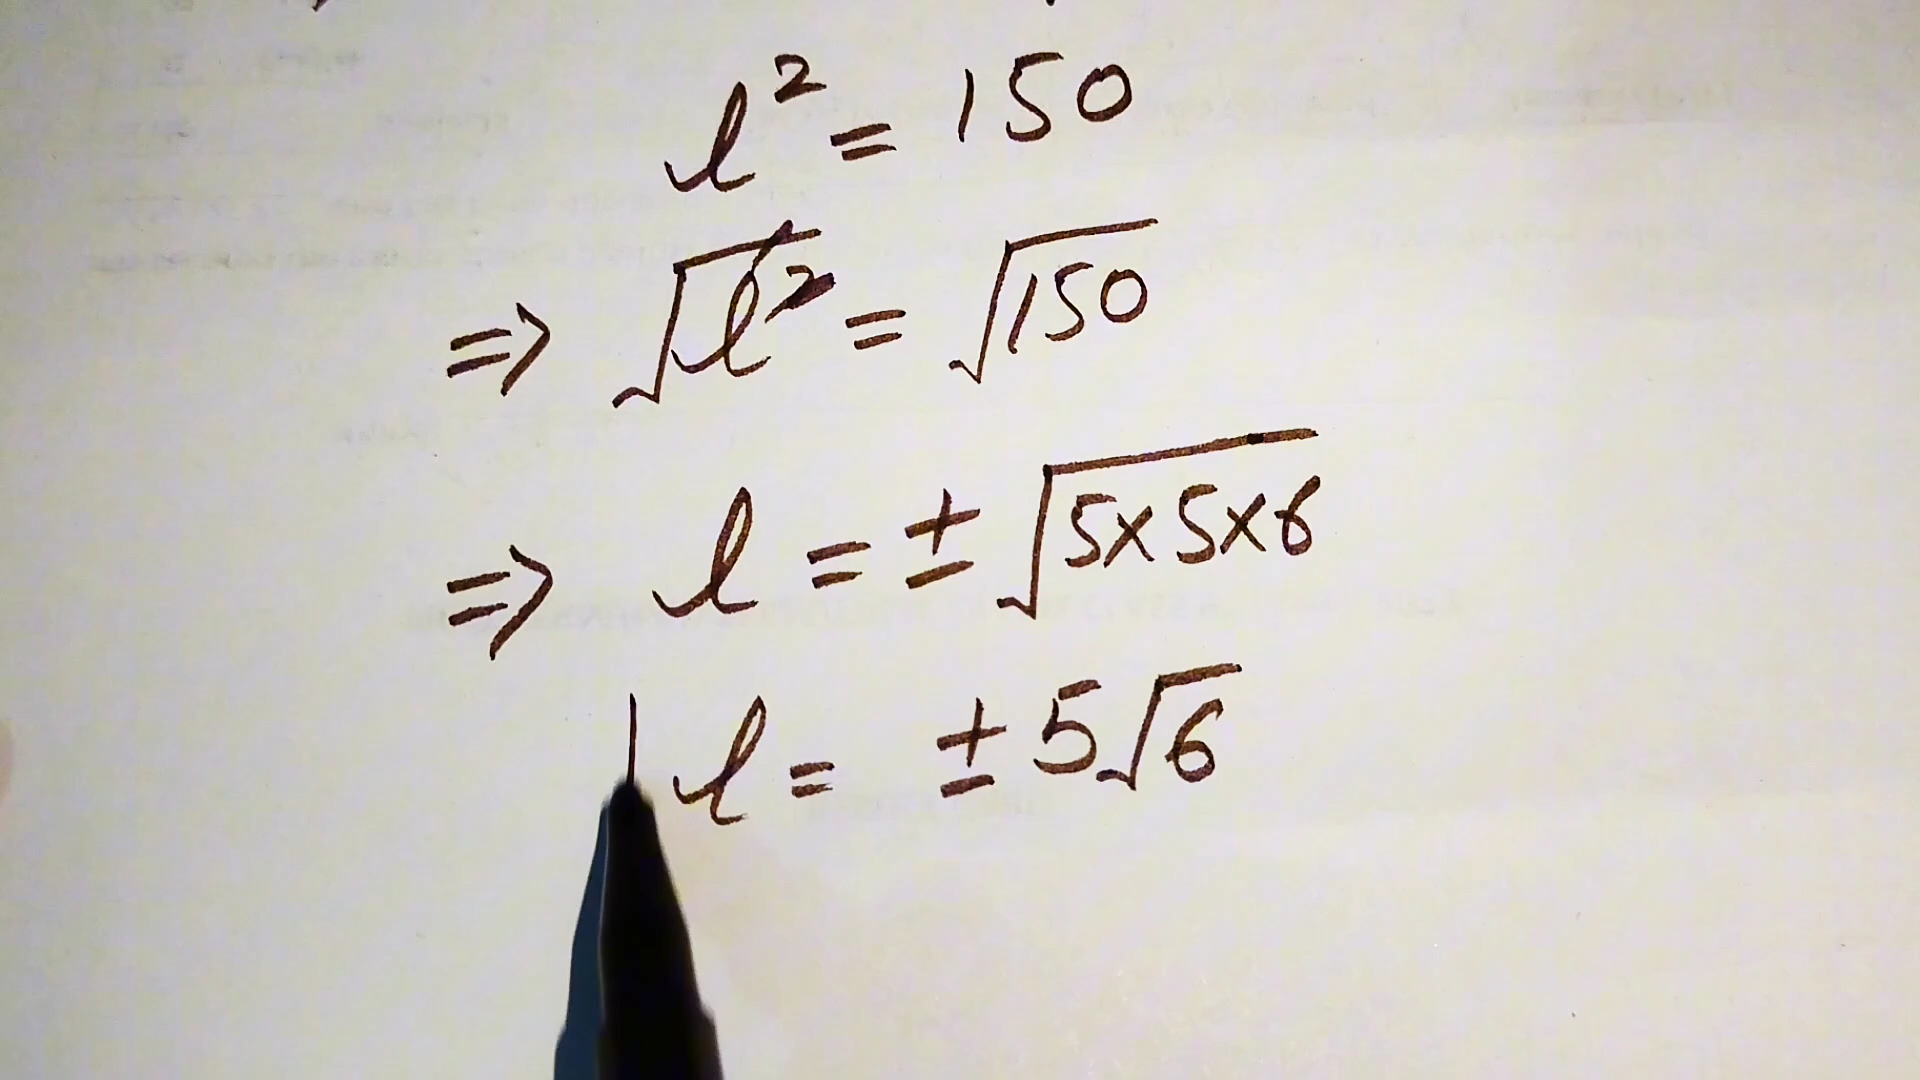 l² = 150
⇒ √l² = √150
⇒ l = ± √5×5×6
l = ± 5√6